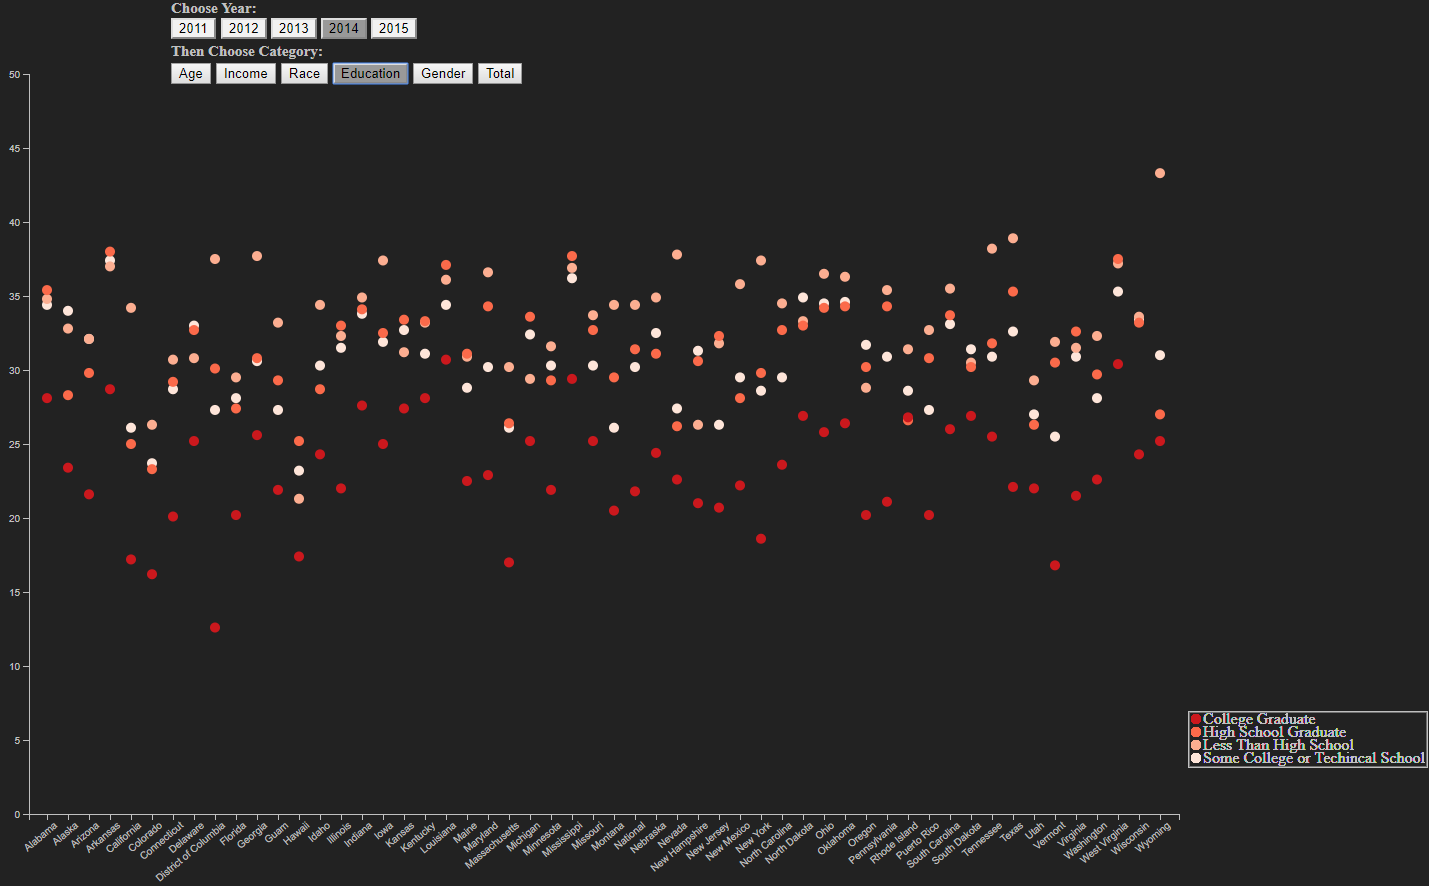 Choose Year:
2011 2012 2013 2014 2015
Then Choose Category:
Age Income Race Education Gender Total
50
45
40
35
30
25
20
15
10
5
0
College Graduate
High School Graduate
Less Than High School
Some College or Techincal School
Alabama
Alaska
Arizona
Arkansas
California
Colorado
Connecticut
Delaware
District of Columbia
Florida
Georgia
Guam
Hawaii
Idaho
Illinois
Indiana
Iowa
Kansas
Kentucky
Louisiana
Maine
Maryland
Massachusetts
Michigan
Minnesota
Mississippi
Missouri
Montana
National
Nebraska
Nevada
New Hampshire
New Jersey
New Mexico
New York
North Carolina
North Dakota
Ohio
Oklahoma
Oregon
Pennsylvania
Rhode Island
Puerto Rico
South Carolina
South Dakota
Tennessee
Texas
Utah
Vermont
Virginia
Washington
West Virginia
Wisconsin
Wyoming